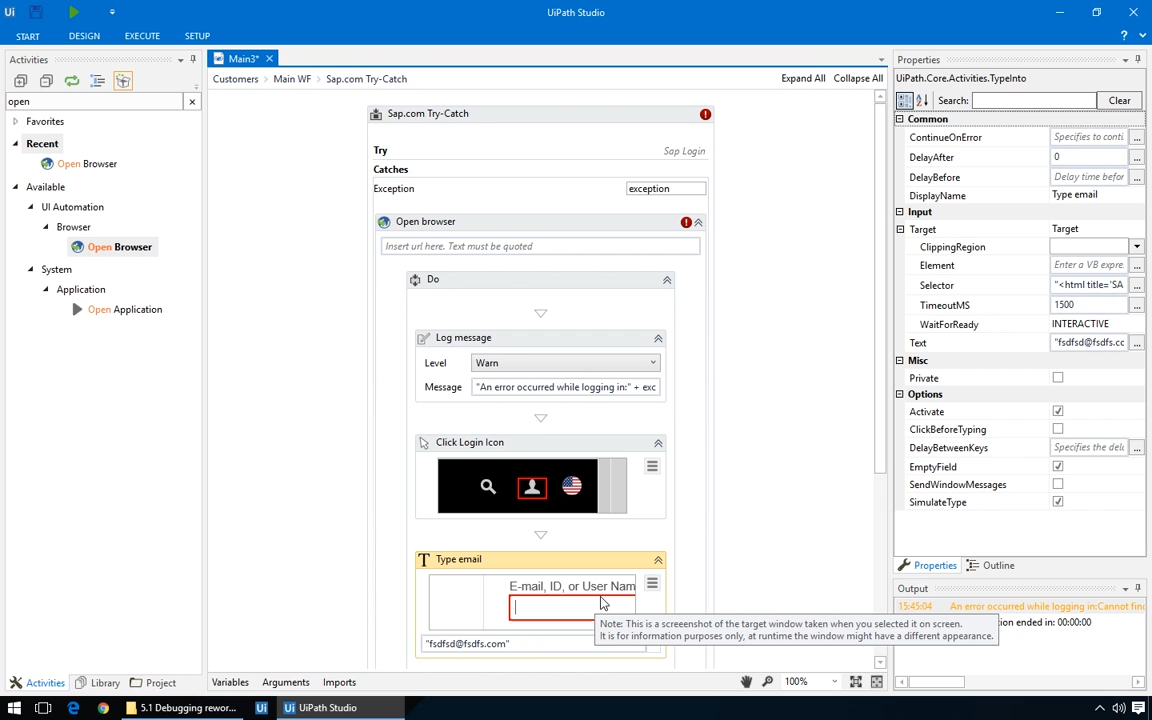 Ui
UiPath Studio
START
DESIGN
EXECUTE
SETUP
?
Activities
open
Favorites
Recent
Open Browser
Available
UI Automation
Browser
Open Browser
System
Application
Open Application
Main3*
Customers > Main WF > Sap.com Try-Catch
Expand All Collapse All
Sap.com Try-Catch
Try
Sap Login
Catches
Exception
exception
Open browser
Insert url here. Text must be quoted
Do
Log message
Level
Warn
Message
"An error occurred while logging in:" + exc
Click Login Icon
Type email
E-mail, ID, or User Nam
"fsdfsd@fsdfs.com"
Note: This is a screeenshot of the target window taken when you selected it on screen.
It is for information purposes only, at runtime the window might have a different appearance.
Properties
UiPath.Core.Activities.TypeInto
Search:
Clear
Common
ContinueOnError Specifies to conti ...
DelayAfter 0 ...
DelayBefore Delay time befor ...
DisplayName Type email
Input
Target Target
ClippingRegion
Element Enter a VB expre. ...
Selector "<html title='SA ...
TimeoutMS 1500 ...
WaitForReady INTERACTIVE
Text "fsdfsd@fsdfs.cc ...
Misc
Private
Options
Activate
ClickBeforeTyping
DelayBetweenKeys Specifies the dela ...
EmptyField
SendWindowMessages
SimulateType
Properties
Outline
Output
15:45:04 An error occurred while logging in:Cannot find
ion ended in: 00:00:00
Activities
Library
Project
Variables
Arguments
Imports
100%
5.1 Debugging rewor...
Ui
Ui UiPath Studio